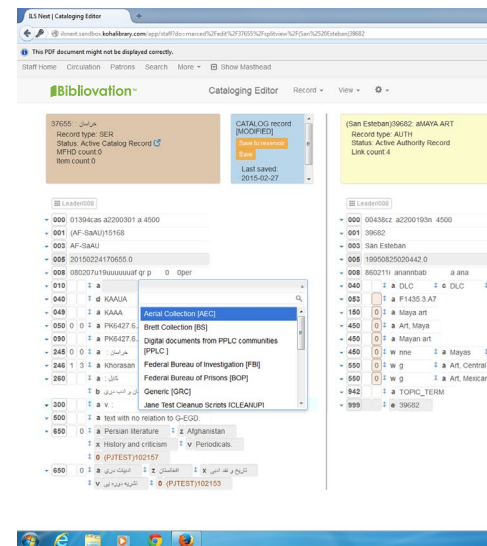 ILS Next | Cataloging Editor
ilsnext.sandbox.kohalibrary.com/app/staff?doc=marced%2Fedit%2F37655%2Fsplitview%2F(San%2520Esteban)39682
This PDF document might not be displayed correctly.
Staff Home Circulation Patrons Search More Show Masthead
Bibliovation Cataloging Editor Record View
37655: خراسان :
Record type: SER
Status: Active Catalog Record
MFHD count:0
Item count:0
CATALOG record
[MODIFIED]
Save to reservoir
Save
Last saved:
2015-02-27
(San Esteban)39682: aMAYA ART
Record type: AUTH
Status: Active Authority Record
Link count:4
Leader/008
Leader/008
000 01394cas a2200301 a 4500
001 (AF-SaAU)15168
003 AF-SaAU
005 20150224170655.0
008 080207u19uuuuuuaf qr p 0 0per
010 a
040 d KAAUA
049 a KAAA
050 0 0 a PK6427.6.
090 a PK6427.6.
245 0 0 a خراسان :
246 1 3 a Khorasan
260 a کابل :
b
300 a v. ;
500 a text with no relation to G-EGD.
650 0 a Persian literature z Afghanistan
x History and criticism v Periodicals.
0 (PJTEST)102157
650 0 a ادبیات دری z افغانستان x تاریخ و نقد ادبی
v نشریه دوره یی 0 (PJTEST)102153
Aerial Collection [AEC]
Brett Collection [BS]
Digital documents from PPLC communities
[PPLC ]
Federal Bureau of Investigation [FBI]
Federal Bureau of Prisons [BOP]
Generic [GRC]
Jane Test Cleanup Scripts [CLEANUP]
000 00438cz a2200193n 4500
001 39682
003 San Esteban
005 19950825020442.0
008 860211i anannbab a ana
040 a DLC c DLC
053 0 a F1435.3.A7
150 0 a Maya art
450 0 a Art, Maya
450 0 a Mayan art
450 0 w nne a Mayas
550 0 w g a Art, Central
550 0 w g a Art, Mexican
942 a TOPIC_TERM
999 e 39682